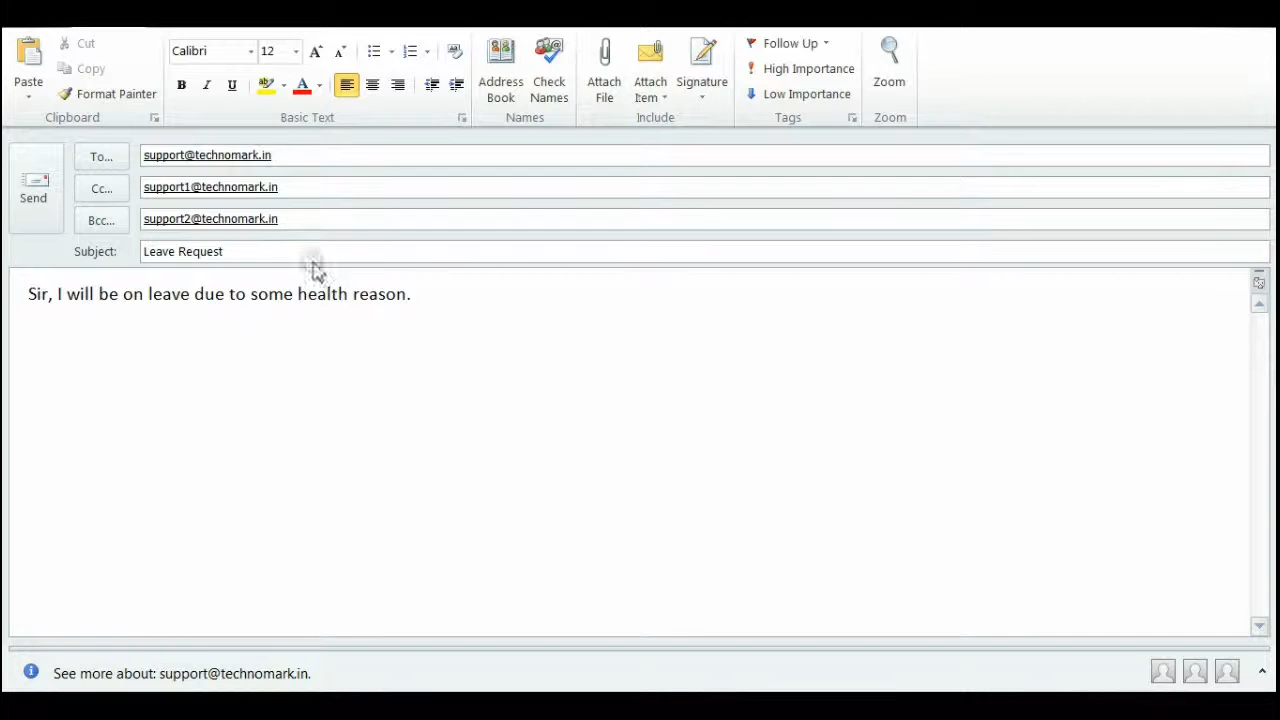 Cut
Copy
Format Painter
Paste
Clipboard
Calibri 12
B I U
Basic Text
Address Book
Check Names
Names
Attach File
Attach Item
Signature
Include
Follow Up
High Importance
Low Importance
Tags
Zoom
Zoom
Send
To... support@technomark.in
Cc... support1@technomark.in
Bcc... support2@technomark.in
Subject: Leave Request
Sir, I will be on leave due to some health reason.
See more about: support@technomark.in.